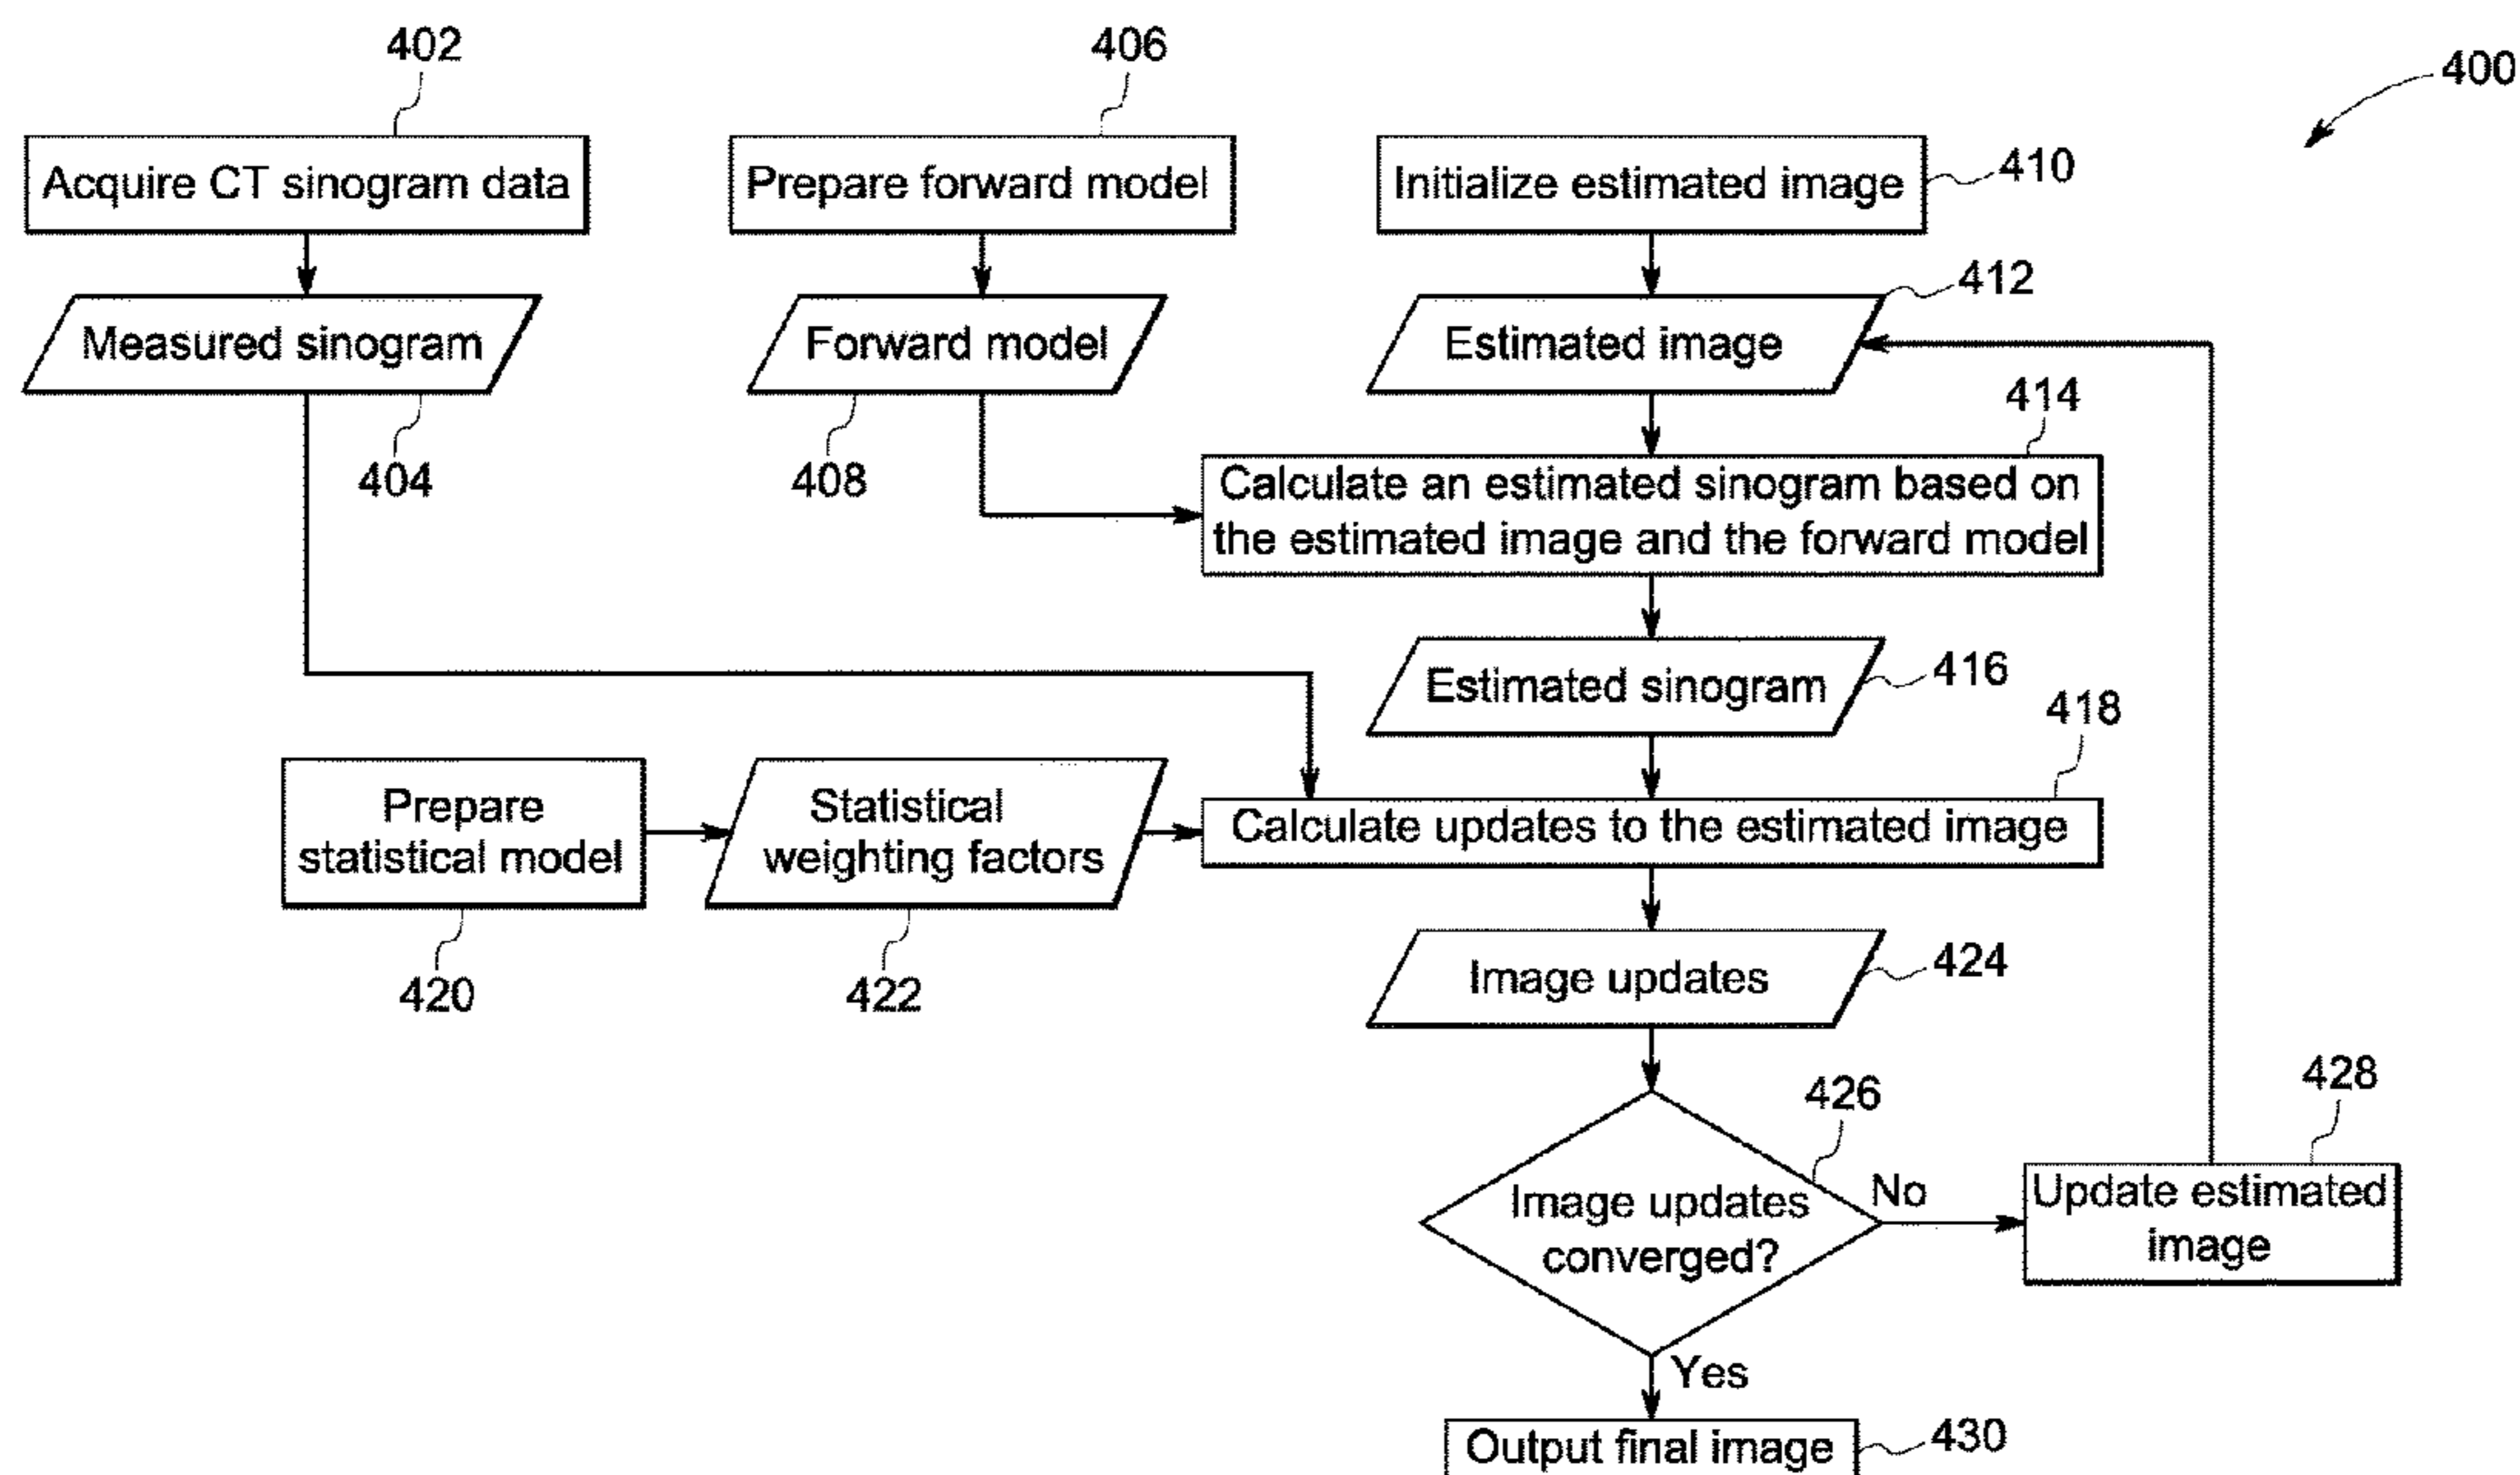 402
406
400
Acquire CT sinogram data
Prepare forward model
Initialize estimated image
410
412
Measured sinogram
Forward model
Estimated image
414
404
408
Calculate an estimated sinogram based on
the estimated image and the forward model
Estimated sinogram
416
418
Prepare
statistical model
Statistical
weighting factors
Calculate updates to the estimated image
420
422
Image updates
424
426
428
Image updates
converged?
No
Update estimated
image
Yes
Output final image
430